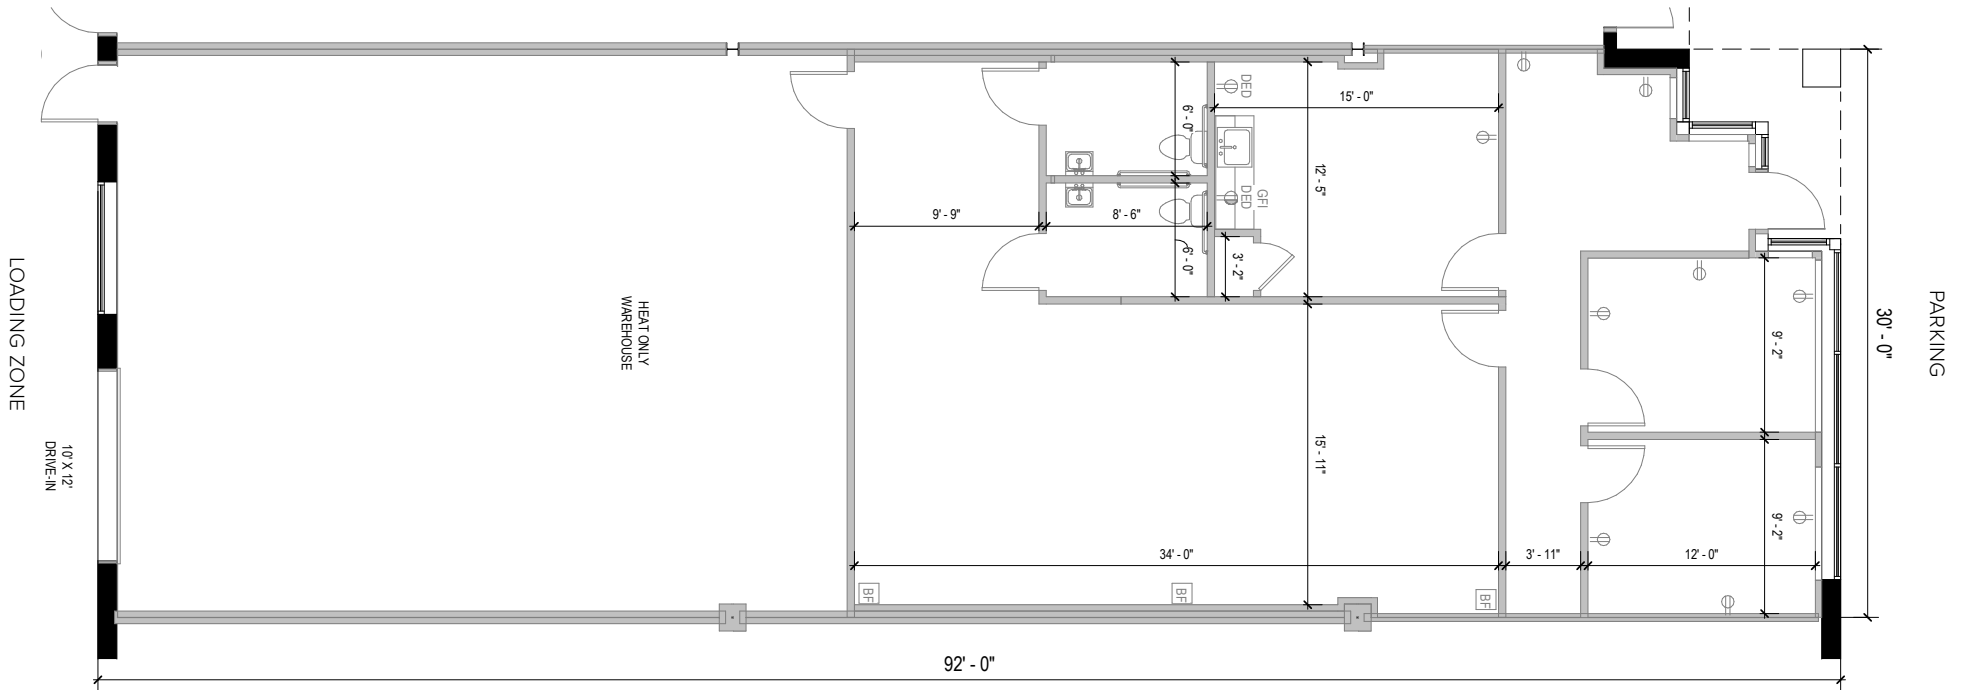 LOADING ZONE
10' X 12'
DRIVE-IN
HEAT ONLY
WAREHOUSE
9' - 9"
8' - 6"
6' - 0"
6' - 0"
DED
DED
GFI
3' - 2"
15' - 0"
12' - 5"
15' - 11"
34' - 0"
3' - 11"
12' - 0"
9' - 2"
9' - 2"
BF
BF
BF
30' - 0"
PARKING
92' - 0"